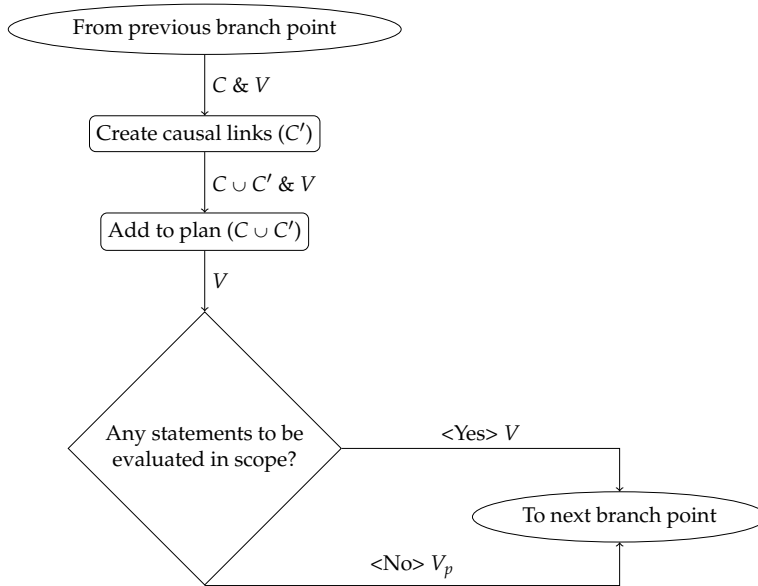 From previous branch point
C & V
Create causal links (C′)
C ∪ C′ & V
Add to plan (C ∪ C′)
V
Any statements to be
evaluated in scope?
<Yes> V
To next branch point
<No> Vₚ